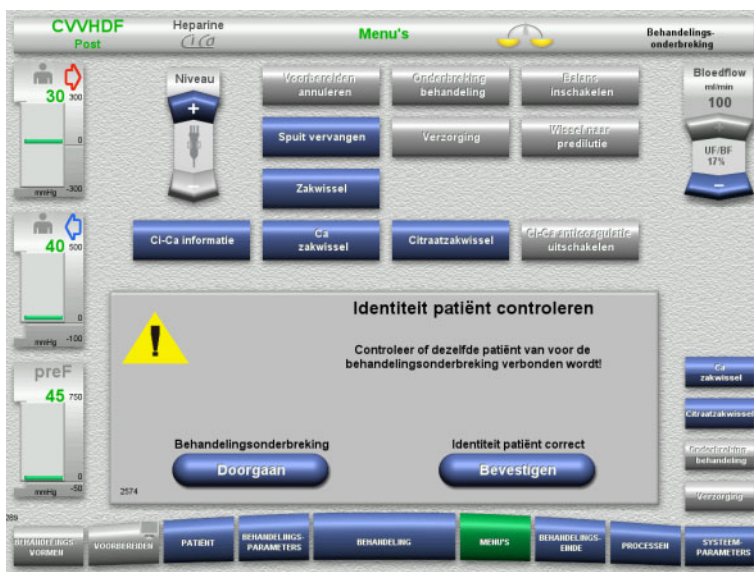 CVVHDF
Post
Heparine
Ci Ca
Menu's
Behandelings-
onderbreking
30
300
0
mmHg
-300
40
500
0
mmHg
-100
preF
45
750
0
mmHg
-50
Niveau
+
−
Voorbereiden
annuleren
Onderbreking
behandeling
Balans
inschakelen
Spuit vervangen
Verzorging
Wissel naar
predilutie
Zakwissel
Ci-Ca informatie
Ca
zakwissel
Citraatzakwissel
Ci-Ca anticoagulatie
uitschakelen
Bloedflow
ml/min
100
+
UF/BF
17%
−
Identiteit patiënt controleren
!
Controleer of dezelfde patiënt van voor de
behandelingsonderbreking verbonden wordt!
Behandelingsonderbreking
Doorgaan
Identiteit patiënt correct
Bevestigen
2574
Ca
zakwissel
Citraatzakwissel
Onderbreking
behandeling
Verzorging
BEHANDELINGS-
VORMEN
VOORBEREIDEN
PATIËNT
BEHANDELINGS-
PARAMETERS
BEHANDELING
MENU'S
BEHANDELINGS-
EINDE
PROCESSEN
SYSTEEM-
PARAMETERS